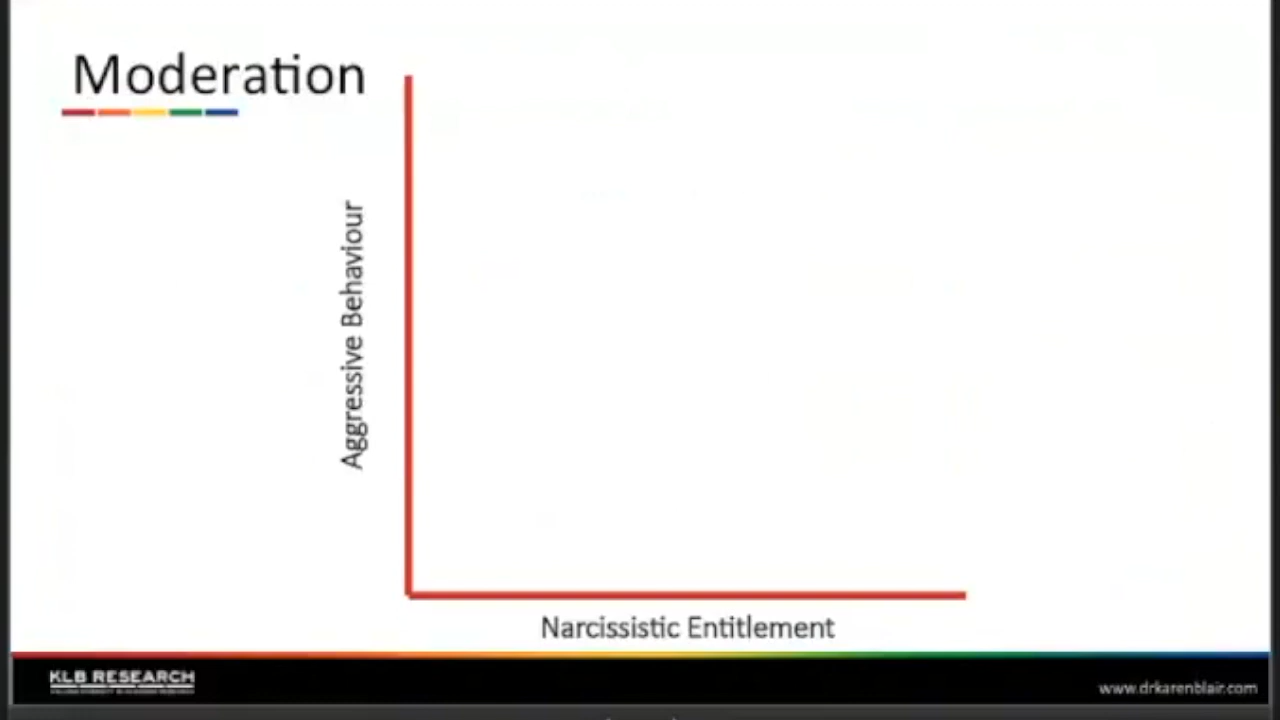 Moderation
Aggressive Behaviour
Narcissistic Entitlement
KLB RESEARCH
www.drkarenblair.com